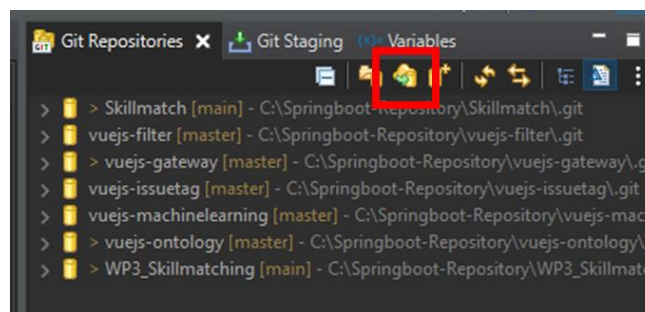 GIT Git Repositories Git Staging (x)= Variables
> Skillmatch [main] - C:\Springboot-Repository\Skillmatch\.git
vuejs-filter [master] - C:\Springboot-Repository\vuejs-filter\.git
> vuejs-gateway [master] - C:\Springboot-Repository\vuejs-gateway\.g
vuejs-issuetag [master] - C:\Springboot-Repository\vuejs-issuetag\.git
vuejs-machinelearning [master] - C:\Springboot-Repository\vuejs-mac
> vuejs-ontology [master] - C:\Springboot-Repository\vuejs-ontology\
> WP3_Skillmatching [main] - C:\Springboot-Repository\WP3_Skillmat